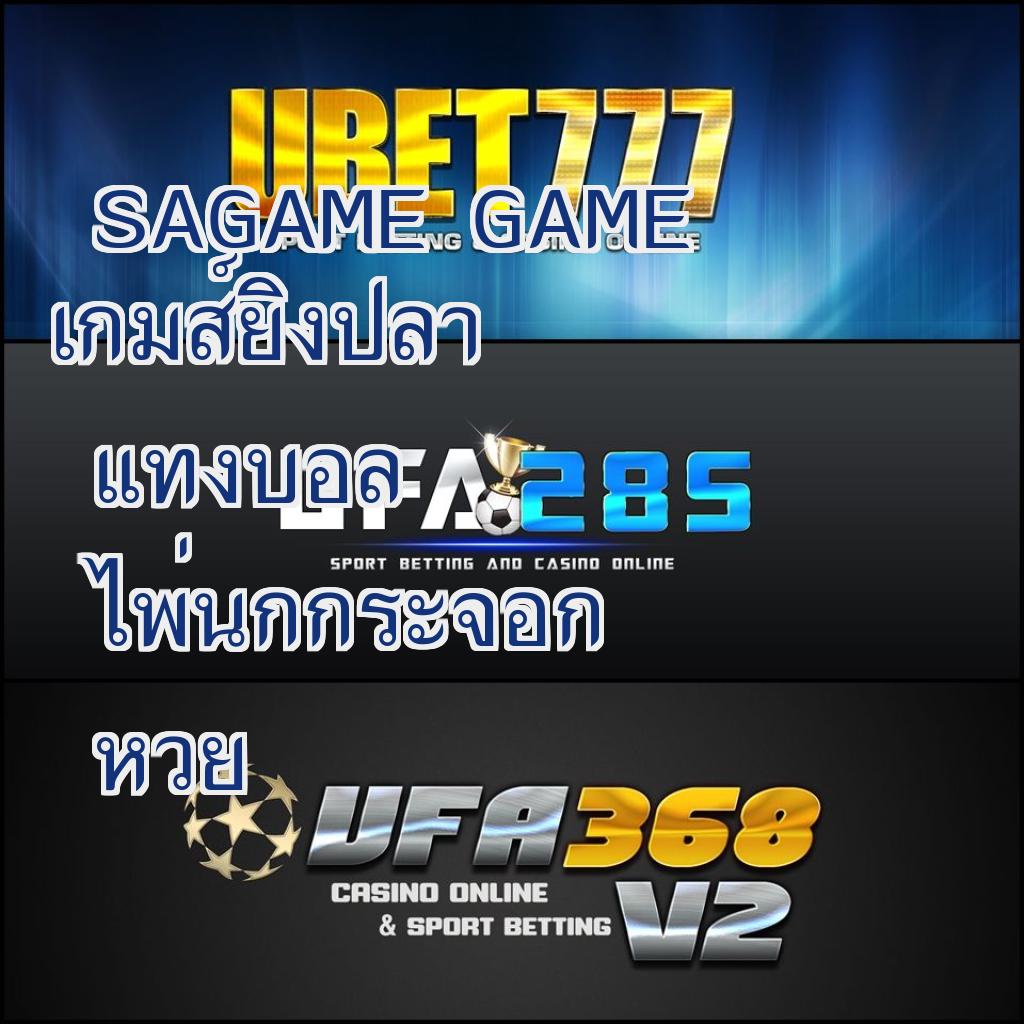 UBET777
SAGAME GAME
เกมส์ยิงปลา
แทงบอล
UFA285
SPORT BETTING AND CASINO ONLINE
ไพ่นกกระจอก
หวย
UFA368
CASINO ONLINE
& SPORT BETTING
V2